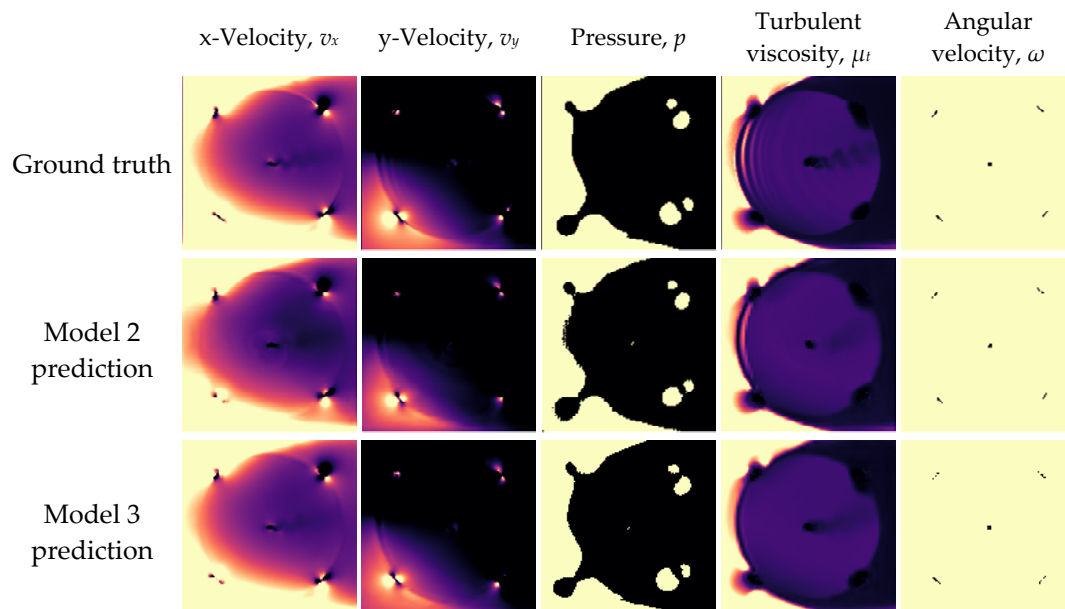 x-Velocity, vx
y-Velocity, vy
Pressure, p
Turbulent
viscosity, μt
Angular
velocity, ω
Ground truth
Model 2
prediction
Model 3
prediction